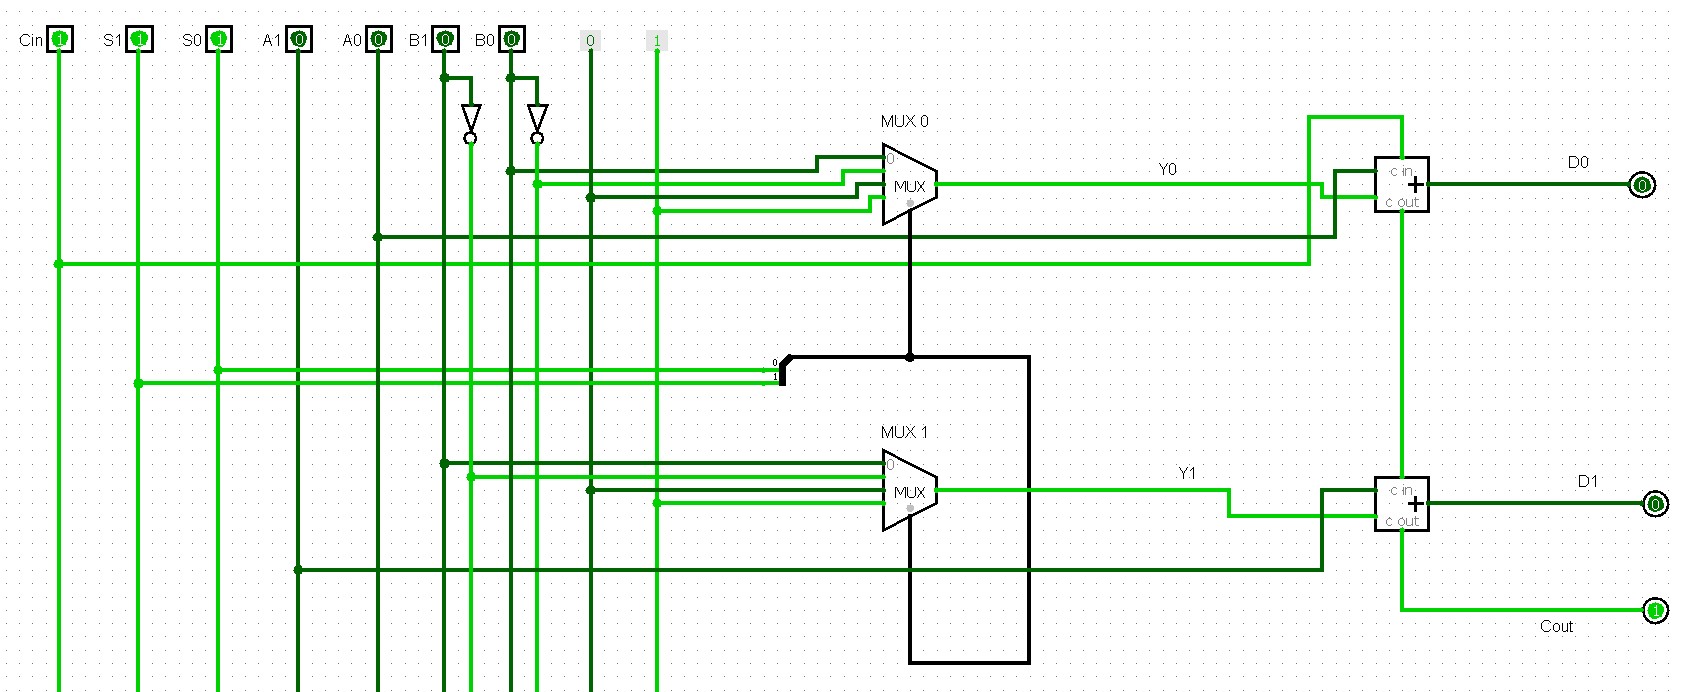 Cin 1 S1 1 S0 1 A1 0 A0 0 B1 0 B0 0 0 1
MUX 0
0
MUX
Y0
c in
+
c out
D0
0
0
1
MUX 1
0
MUX
Y1
c in
+
c out
D1
0
1
Cout